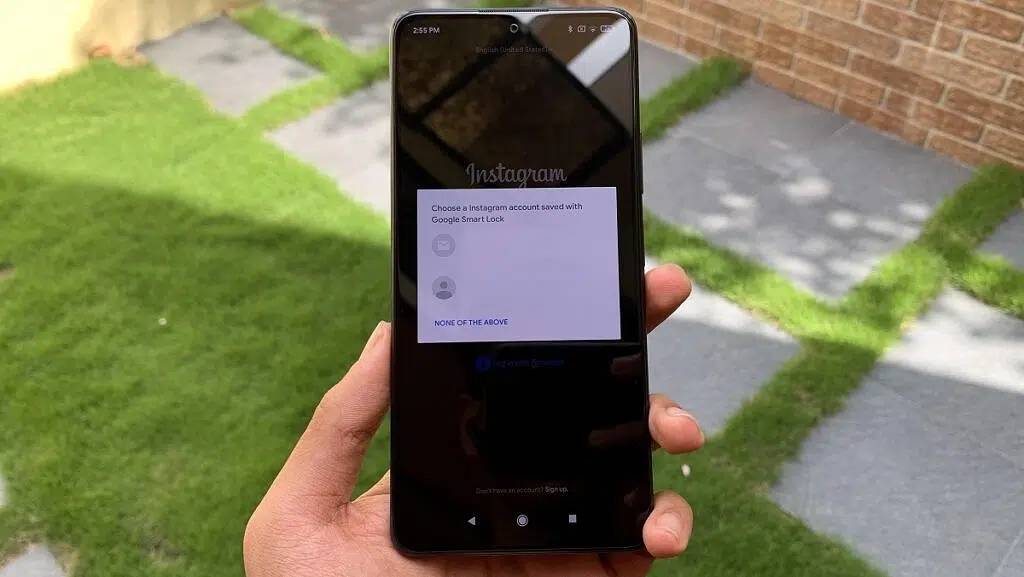 2:55 PM
English (United States)
Instagram
Choose a Instagram account saved with
Google Smart Lock
NONE OF THE ABOVE
Log in with Facebook
Don't have an account? Sign up.